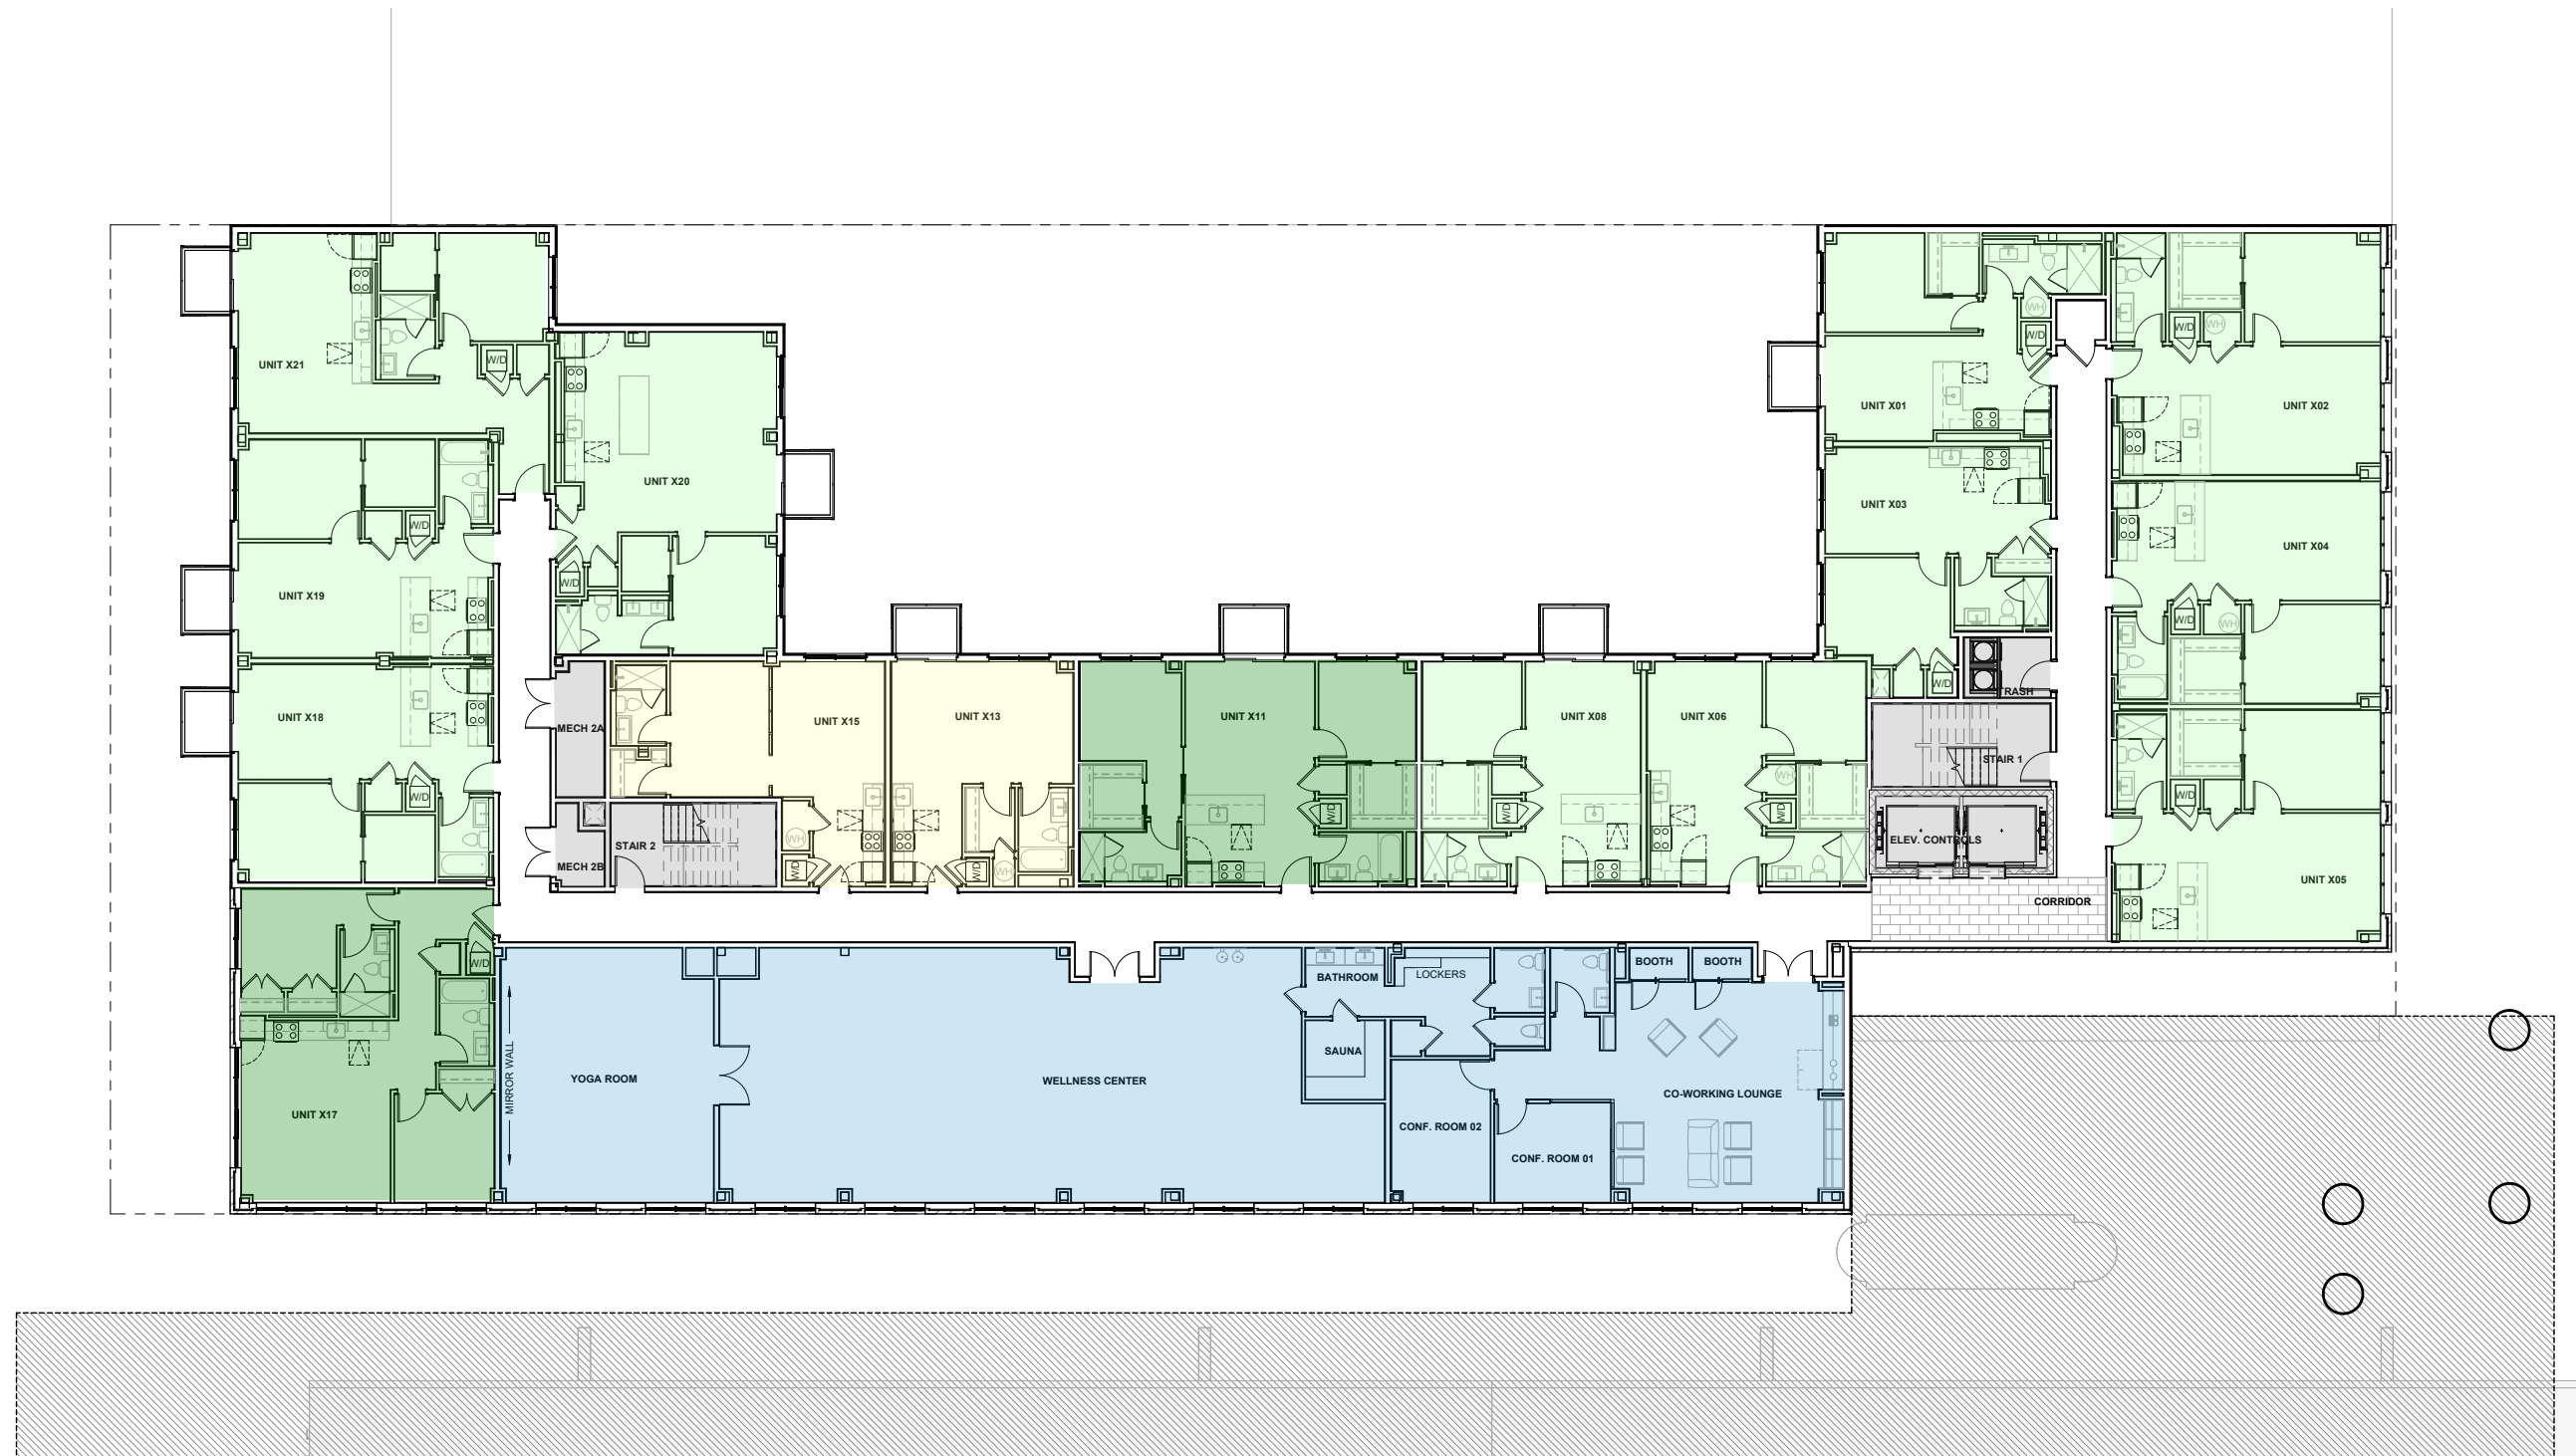 WH
W/D
W/D
WH
W/D
W/D
UNIT X21
UNIT X01
UNIT X02
UNIT X20
UNIT X03
W/D
UNIT X04
W/D
UNIT X19
W/D
WH
W/D
TRASH
UNIT X18
UNIT X15
UNIT X13
UNIT X11
UNIT X08
UNIT X06
MECH 2A
STAIR 1
WH
W/D
W/D
W/D
W/D
W/D
WH
ELEV. CONTROLS
STAIR 2
MECH 2B
W/D
W/D
WH
UNIT X05
CORRIDOR
W/D
BOOTH
BOOTH
BATHROOM
LOCKERS
MIRROR WALL
SAUNA
YOGA ROOM
WELLNESS CENTER
CO-WORKING LOUNGE
UNIT X17
CONF. ROOM 02
CONF. ROOM 01